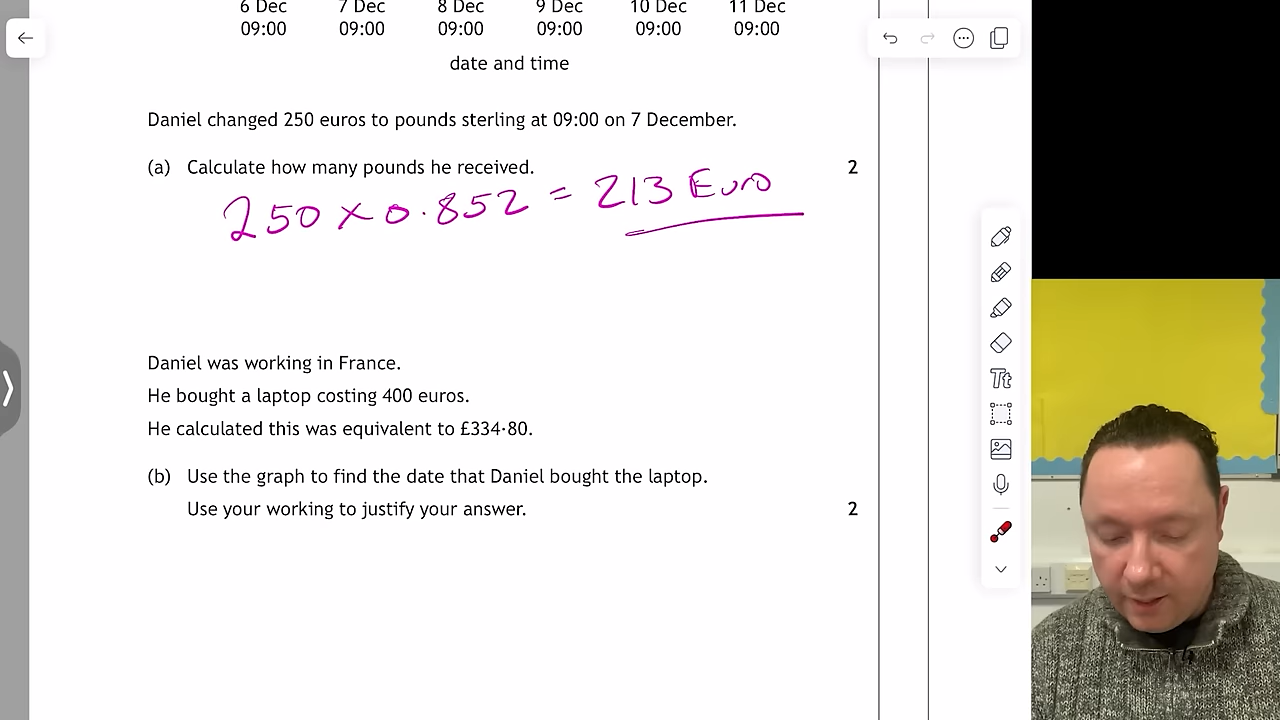 6 Dec 7 Dec 8 Dec 9 Dec 10 Dec 11 Dec
09:00 09:00 09:00 09:00 09:00 09:00
date and time
Daniel changed 250 euros to pounds sterling at 09:00 on 7 December.
(a) Calculate how many pounds he received. 2
250 × 0.852 = 213 Euro
Daniel was working in France.
He bought a laptop costing 400 euros.
He calculated this was equivalent to £334·80.
(b) Use the graph to find the date that Daniel bought the laptop.
Use your working to justify your answer. 2
Tt